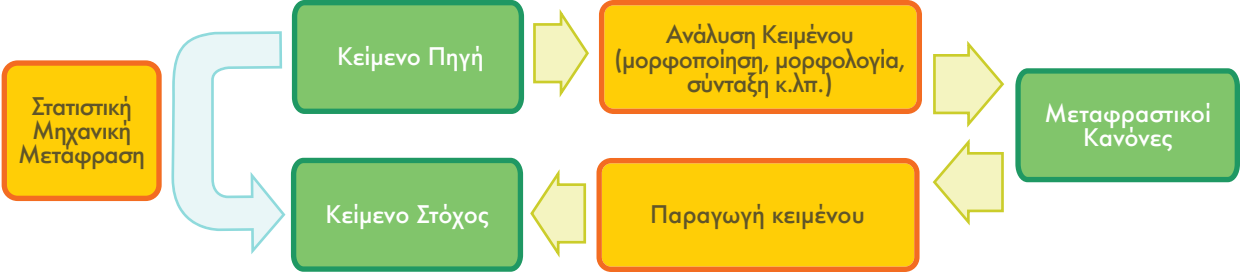 Στατιστική
Μηχανική
Μετάφραση
Κείμενο Πηγή
Ανάλυση Κειμένου
(μορφοποίηση, μορφολογία,
σύνταξη κ.λπ.)
Μεταφραστικοί
Κανόνες
Παραγωγή κειμένου
Κείμενο Στόχος